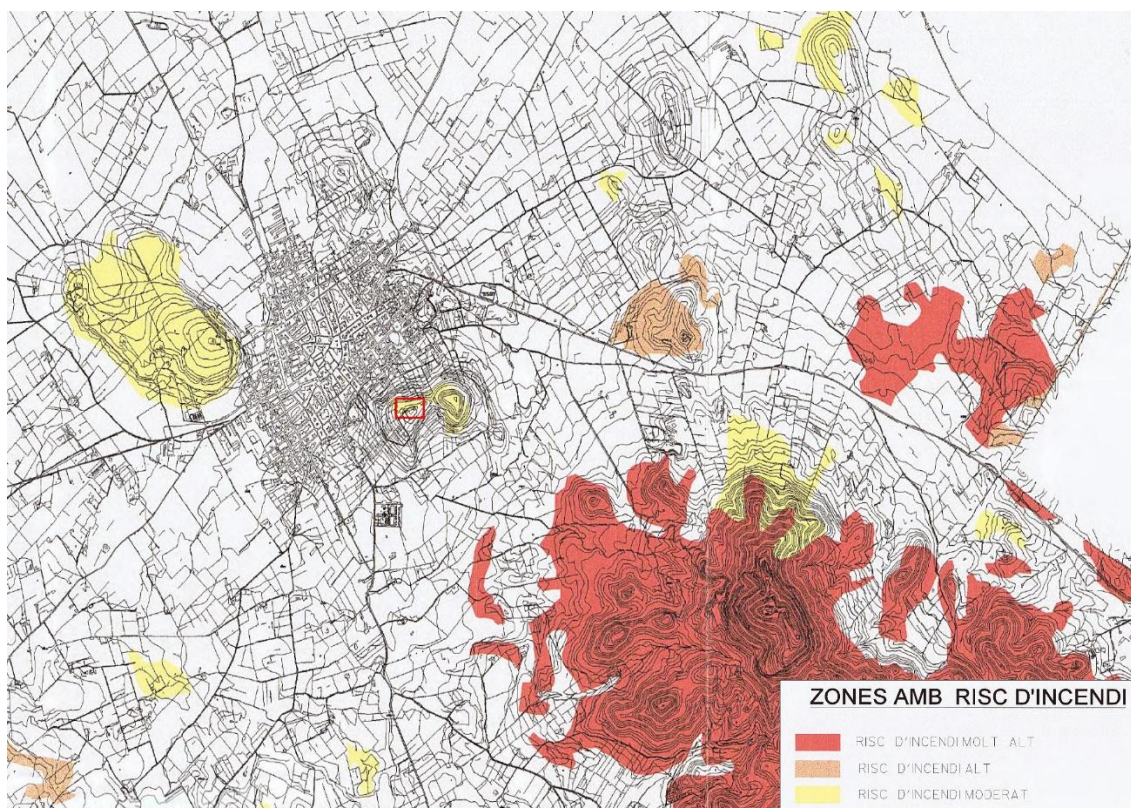 ZONES AMB RISC D'INCENDI
RISC D'INCENDI MOLT ALT
RISC D'INCENDI ALT
RISC D'INCENDI MODERAT